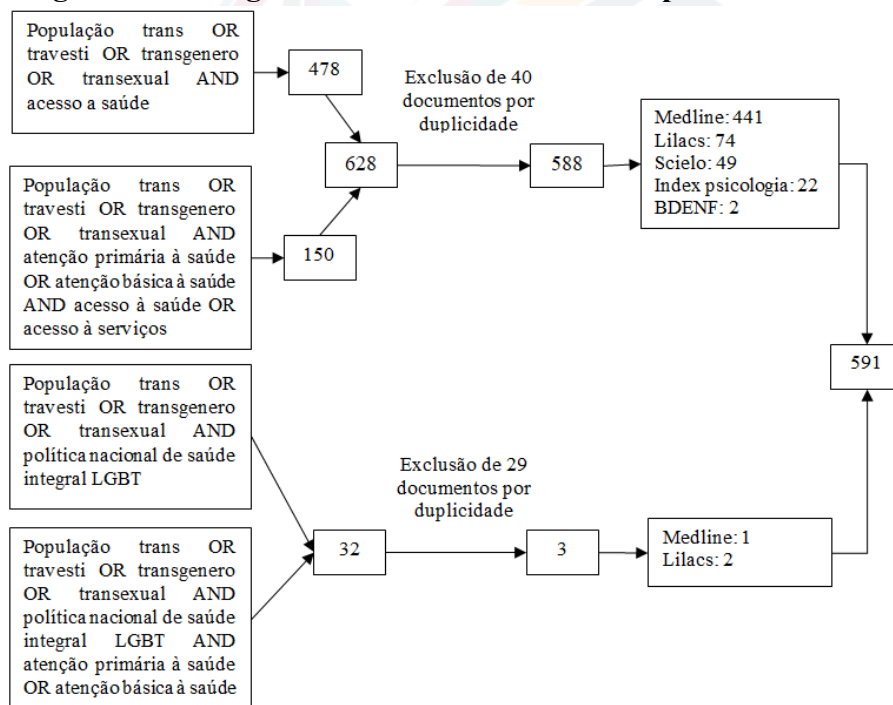 População trans OR
travesti OR transgenero
OR transexual AND
acesso a saúde
478
Exclusão de 40
documentos por
duplicidade
628
588
Medline: 441
Lilacs: 74
Scielo: 49
Index psicologia: 22
BDENF: 2
População trans OR
travesti OR transgenero
OR transexual AND
atenção primária à saúde
OR atenção básica à saúde
AND acesso à saúde OR
acesso à serviços
150
591
População trans OR
travesti OR transgenero
OR transexual AND
política nacional de saúde
integral LGBT
Exclusão de 29
documentos por
duplicidade
32
3
Medline: 1
Lilacs: 2
População trans OR
travesti OR transgenero
OR transexual AND
política nacional de saúde
integral LGBT AND
atenção primária à saúde
OR atenção básica à saúde